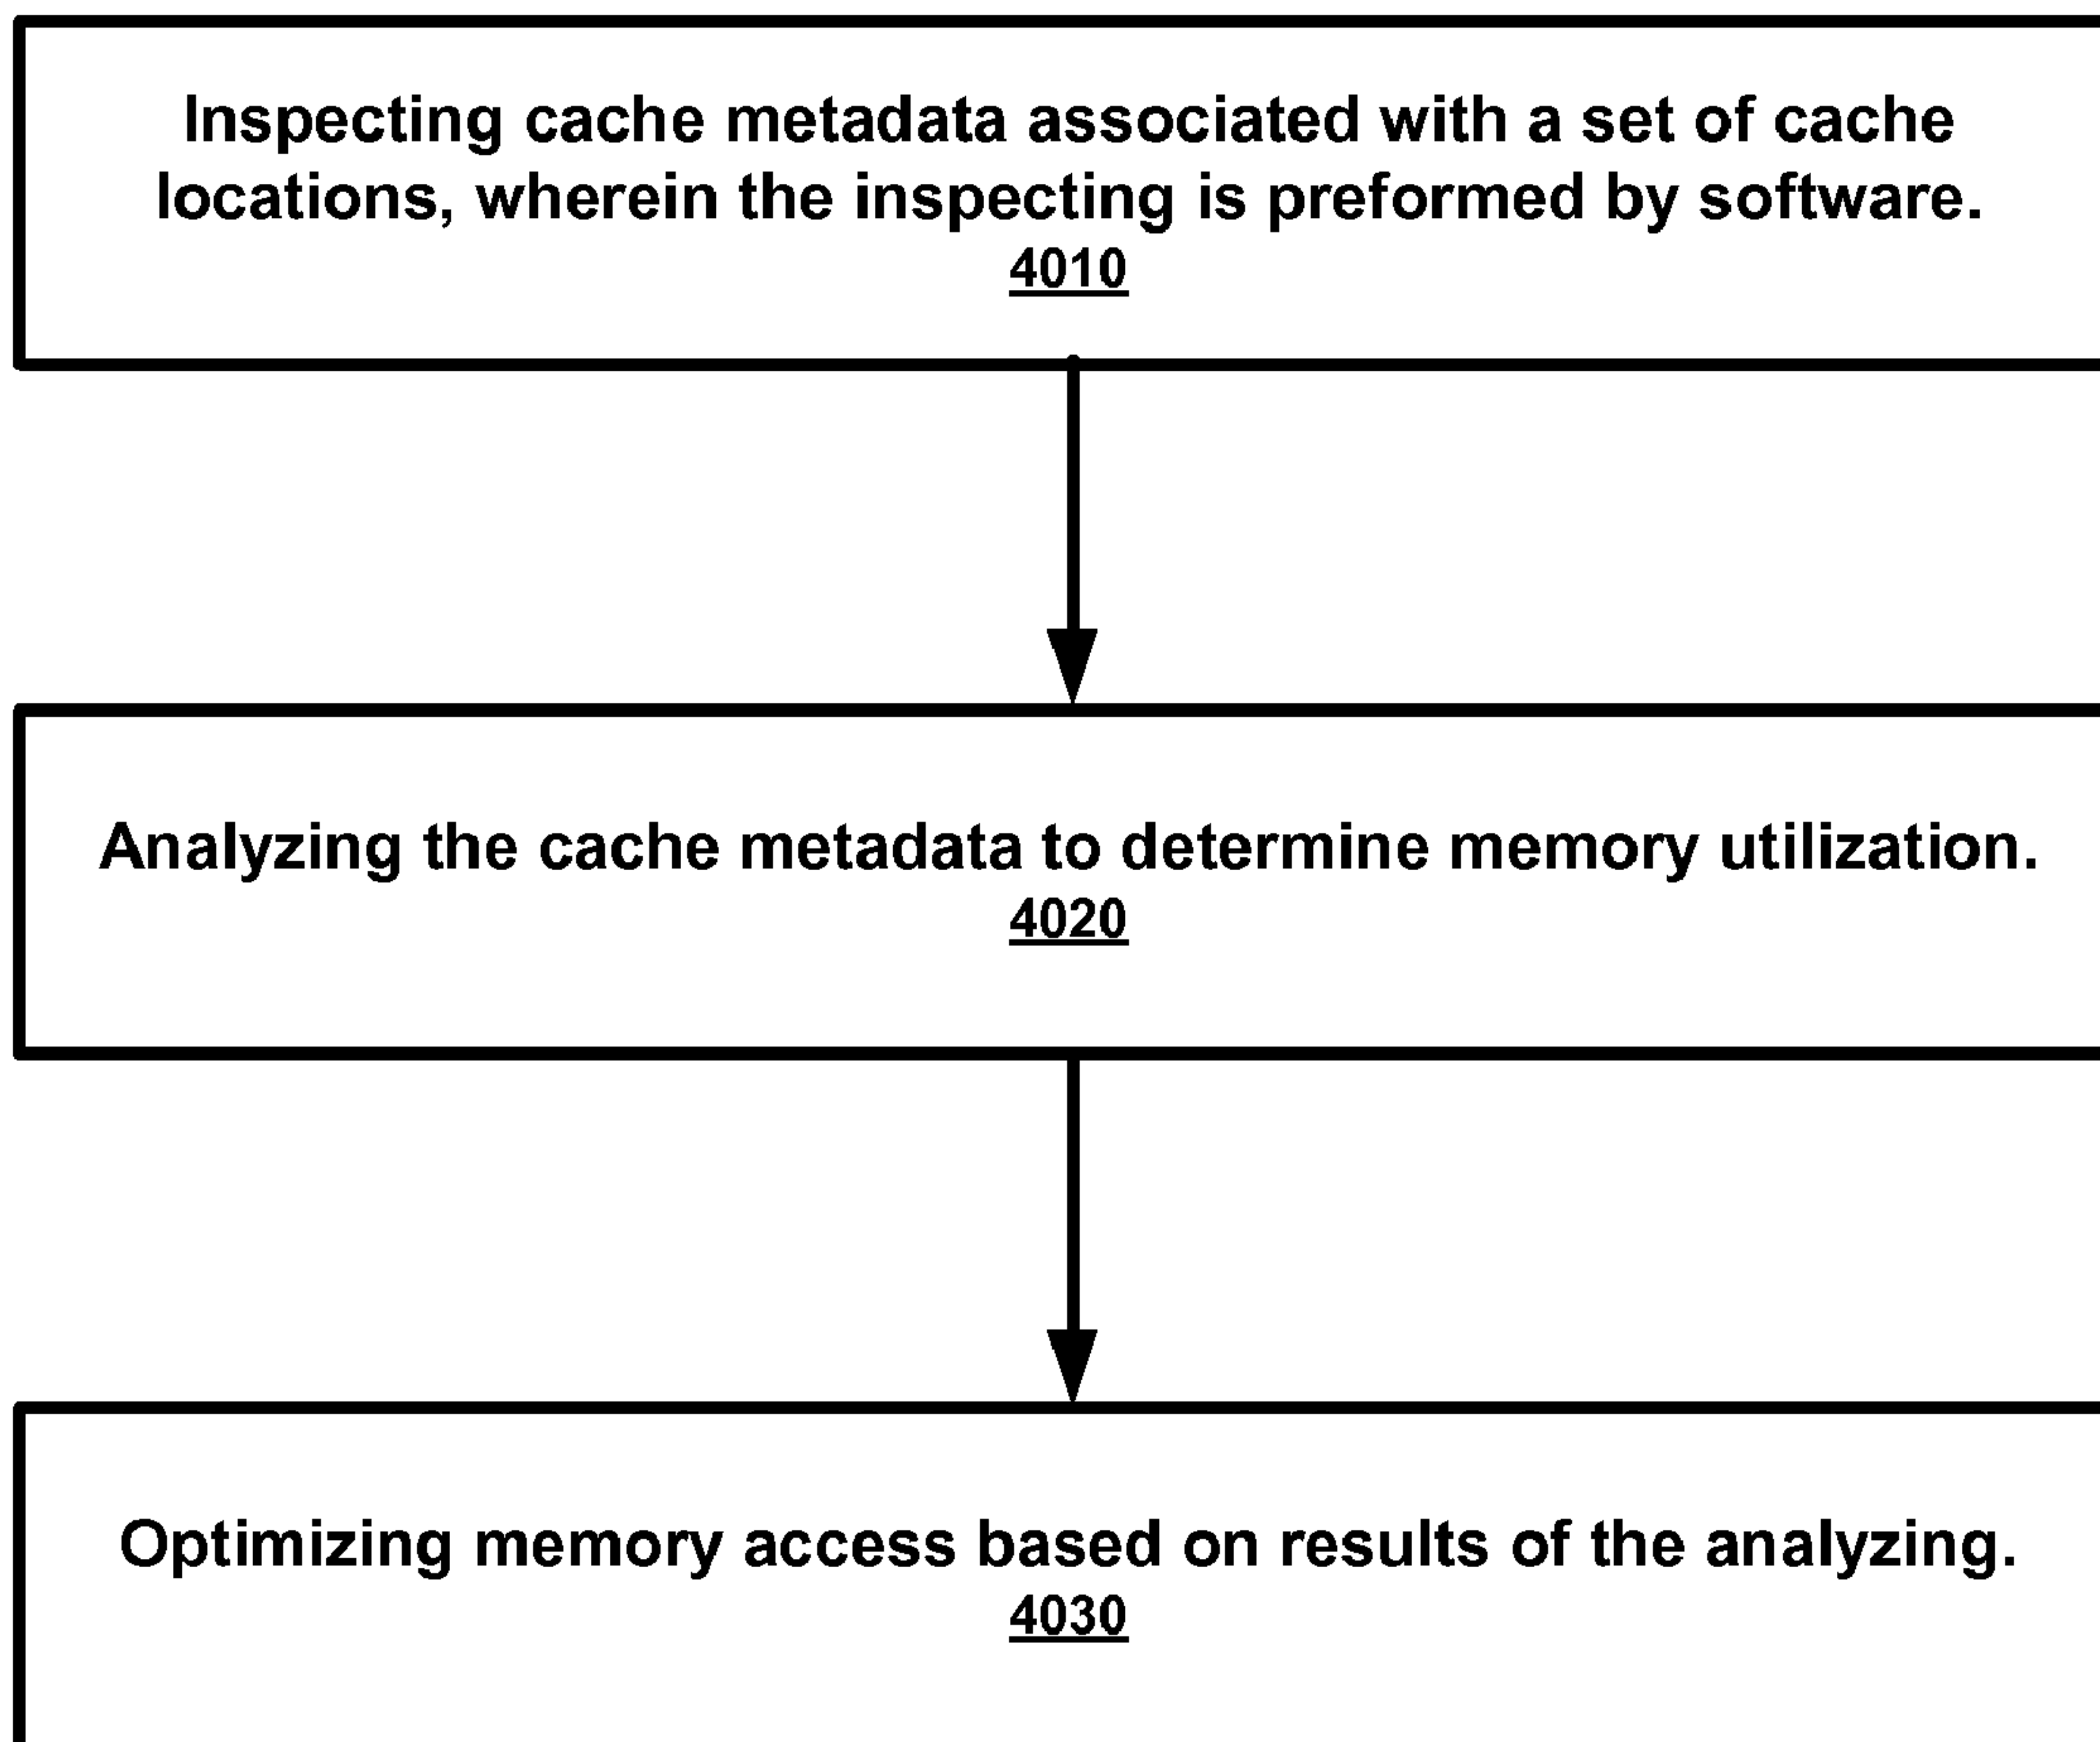 Inspecting cache metadata associated with a set of cache
locations, wherein the inspecting is preformed by software.
4010
Analyzing the cache metadata to determine memory utilization.
4020
Optimizing memory access based on results of the analyzing.
4030